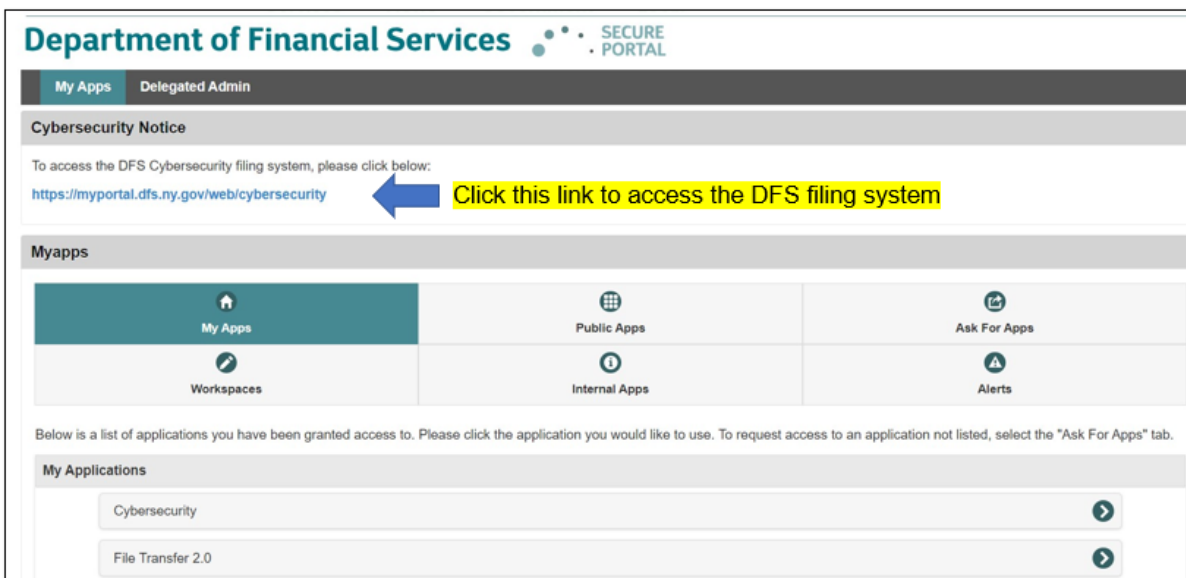 Department of Financial Services SECURE PORTAL
My Apps Delegated Admin
Cybersecurity Notice
To access the DFS Cybersecurity filing system, please click below:
https://myportal.dfs.ny.gov/web/cybersecurity Click this link to access the DFS filing system
Myapps
My Apps Public Apps Ask For Apps
Workspaces Internal Apps Alerts
Below is a list of applications you have been granted access to. Please click the application you would like to use. To request access to an application not listed, select the "Ask For Apps" tab.
My Applications
Cybersecurity
File Transfer 2.0